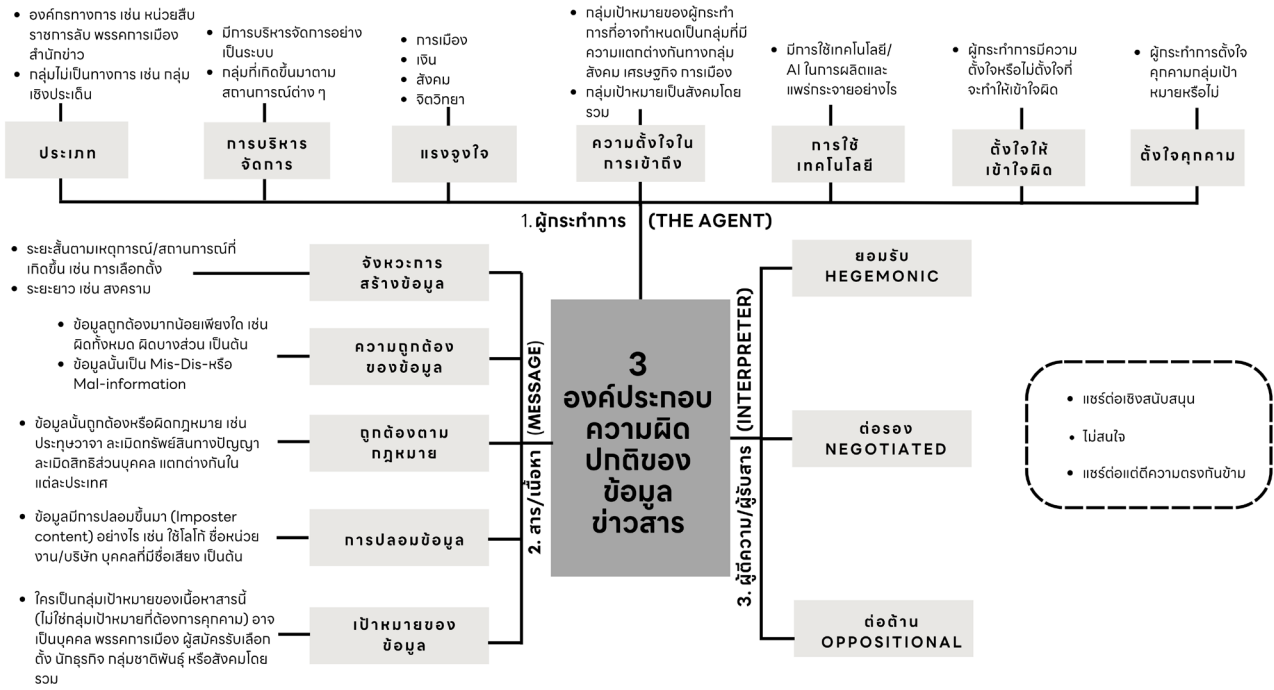 • องค์กรทางการ เช่น หน่วยสืบ
ราชการลับ พรรคการเมือง
สำนักข่าว
• กลุ่มไม่เป็นทางการ เช่น กลุ่ม
เชิงประเด็น
ประเภท
• มีการบริหารจัดการอย่าง
เป็นระบบ
• กลุ่มที่เกิดขึ้นมาตาม
สถานการณ์ต่าง ๆ
การบริหาร
จัดการ
• การเมือง
• เงิน
• สังคม
• จิตวิทยา
แรงจูงใจ
• กลุ่มเป้าหมายของผู้กระทำ
การที่อาจกำหนดเป็นกลุ่มที่มี
ความแตกต่างกันทางกลุ่ม
สังคม เศรษฐกิจ การเมือง
• กลุ่มเป้าหมายเป็นสังคมโดย
รวม
ความตั้งใจใน
การเข้าถึง
• มีการใช้เทคโนโลยี/
AI ในการผลิตและ
แพร่กระจายอย่างไร
การใช้
เทคโนโลยี
• ผู้กระทำการมีความ
ตั้งใจหรือไม่ตั้งใจที่
จะทำให้เข้าใจผิด
ตั้งใจให้
เข้าใจผิด
• ผู้กระทำการตั้งใจ
คุกคามกลุ่มเป้า
หมายหรือไม่
ตั้งใจคุกคาม
1. ผู้กระทำการ (THE AGENT)
• ระยะสั้นตามเหตุการณ์/สถานการณ์ที่
เกิดขึ้น เช่น การเลือกตั้ง
• ระยะยาว เช่น สงคราม
จังหวะการ
สร้างข้อมูล
• ข้อมูลถูกต้องมากน้อยเพียงใด เช่น
ผิดทั้งหมด ผิดบางส่วน เป็นต้น
• ข้อมูลนั้นเป็น Mis-Dis-หรือ
Mal-information
ความถูกต้อง
ของข้อมูล
• ข้อมูลนั้นถูกต้องหรือผิดกฎหมาย เช่น
ประทุษวาจา ละเมิดทรัพย์สินทางปัญญา
ละเมิดสิทธิส่วนบุคคล แตกต่างกันใน
แต่ละประเทศ
ถูกต้องตาม
กฎหมาย
• ข้อมูลมีการปลอมขึ้นมา (Imposter
content) อย่างไร เช่น ใช้โลโก้ ชื่อหน่วย
งาน/บริษัท บุคคลที่มีชื่อเสียง เป็นต้น
การปลอมข้อมูล
• ใครเป็นกลุ่มเป้าหมายของเนื้อหาสารนี้
(ไม่ใช่กลุ่มเป้าหมายที่ต้องการคุกคาม) อาจ
เป็นบุคคล พรรคการเมือง ผู้สมัครรับเลือก
ตั้ง นักธุรกิจ กลุ่มชาติพันธุ์ หรือสังคมโดย
รวม
เป้าหมายของ
ข้อมูล
2. สาร/เนื้อหา (MESSAGE)
3
องค์ประกอบ
ความผิด
ปกติของ
ข้อมูล
ข่าวสาร
3. ผู้ตีความ/ผู้รับสาร (INTERPRETER)
ยอมรับ
HEGEMONIC
ต่อรอง
NEGOTIATED
ต่อต้าน
OPPOSITIONAL
• แชร์ต่อเชิงสนับสนุน
• ไม่สนใจ
• แชร์ต่อแต่ตีความตรงกันข้าม